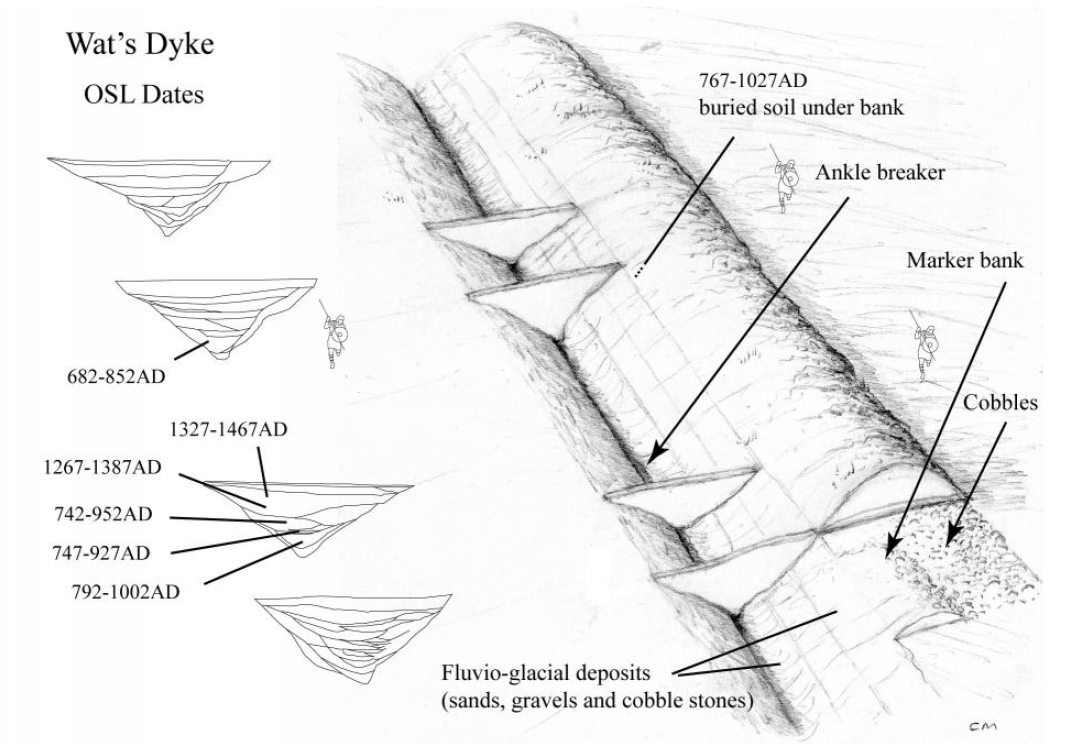 Wat's Dyke
OSL Dates
767-1027AD
buried soil under bank
Ankle breaker
Marker bank
Cobbles
682-852AD
1327-1467AD
1267-1387AD
742-952AD
747-927AD
792-1002AD
Fluvio-glacial deposits
(sands, gravels and cobble stones)
CM